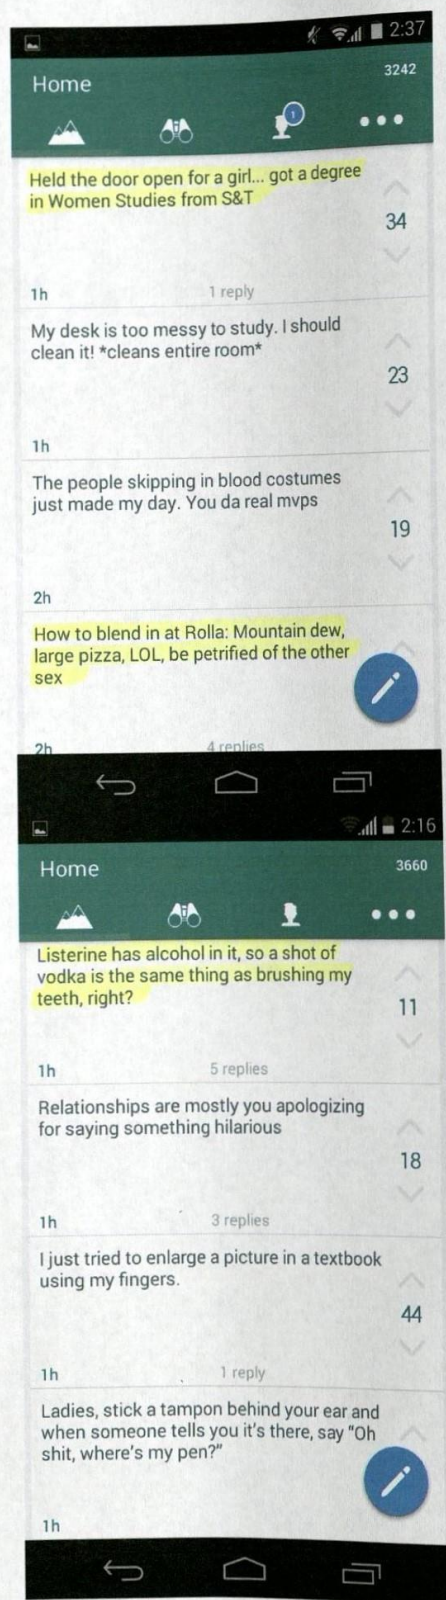 2:37
Home
3242
1
Held the door open for a girl... got a degree
in Women Studies from S&T
34
1h
1 reply
My desk is too messy to study. I should
clean it! *cleans entire room*
23
1h
The people skipping in blood costumes
just made my day. You da real mvps
19
2h
How to blend in at Rolla: Mountain dew,
large pizza, LOL, be petrified of the other
sex
2h
4 replies
2:16
Home
3660
Listerine has alcohol in it, so a shot of
vodka is the same thing as brushing my
teeth, right?
11
1h
5 replies
Relationships are mostly you apologizing
for saying something hilarious
18
1h
3 replies
I just tried to enlarge a picture in a textbook
using my fingers.
44
1h
1 reply
Ladies, stick a tampon behind your ear and
when someone tells you it's there, say "Oh
shit, where's my pen?"
1h